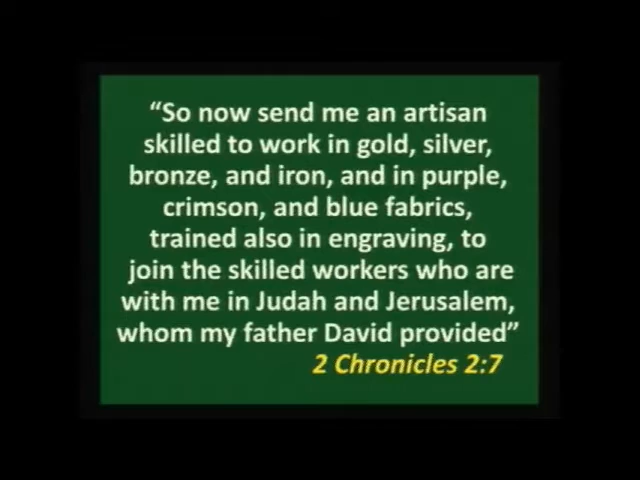 “So now send me an artisan
skilled to work in gold, silver,
bronze, and iron, and in purple,
crimson, and blue fabrics,
trained also in engraving, to
join the skilled workers who are
with me in Judah and Jerusalem,
whom my father David provided”
2 Chronicles 2:7